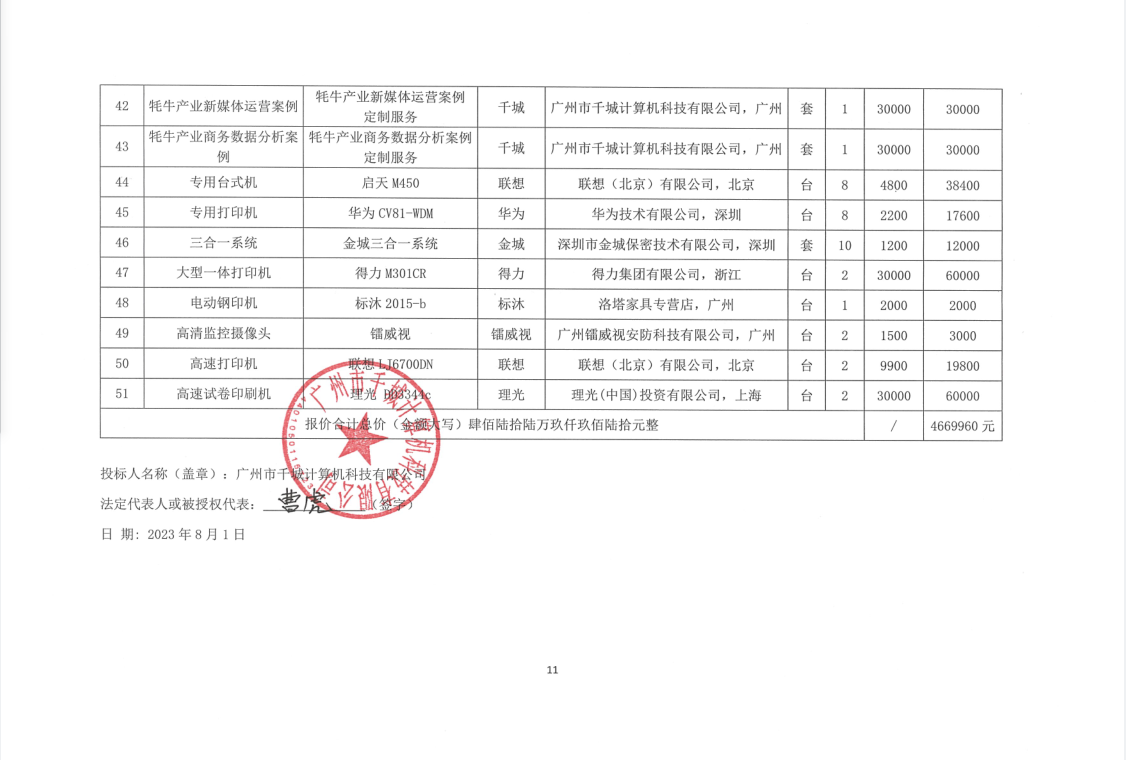 42 牦牛产业新媒体运营案例 牦牛产业新媒体运营案例定制服务 千城 广州市千城计算机科技有限公司，广州 套 1 30000 30000
43 牦牛产业商务数据分析案例 牦牛产业商务数据分析案例定制服务 千城 广州市千城计算机科技有限公司，广州 套 1 30000 30000
44 专用台式机 启天 M450 联想 联想（北京）有限公司，北京 台 8 4800 38400
45 专用打印机 华为 CV81-WDM 华为 华为技术有限公司，深圳 台 8 2200 17600
46 三合一系统 金城三合一系统 金城 深圳市金城保密技术有限公司，深圳 套 10 1200 12000
47 大型一体打印机 得力 M301CR 得力 得力集团有限公司，浙江 台 2 30000 60000
48 电动钢印机 标沐 2015-b 标沐 洛塔家具专营店，广州 台 1 2000 2000
49 高清监控摄像头 镭威视 镭威视 广州镭威视安防科技有限公司，广州 台 2 1500 3000
50 高速打印机 联想 LJ6700DN 联想 联想（北京）有限公司，北京 台 2 9900 19800
51 高速试卷印刷机 理光 DD3344c 理光 理光(中国)投资有限公司，上海 台 2 30000 60000
报价合计总价（金额大写）肆佰陆拾陆万玖仟玖佰陆拾元整 / 4669960 元
投标人名称（盖章）：广州市千城计算机科技有限公司
法定代表人或被授权代表：（签字）
日 期: 2023 年 8 月 1 日
广州市千城计算机科技有限公司
11